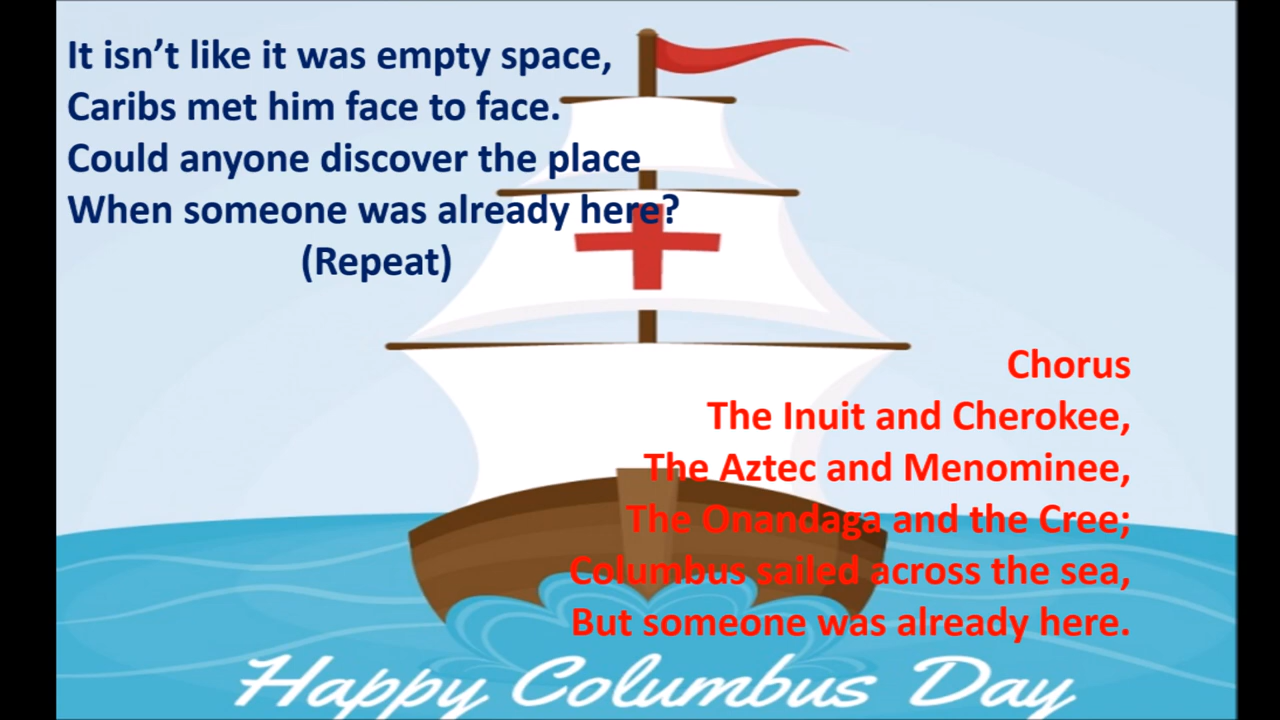 It isn’t like it was empty space,
Caribs met him face to face.
Could anyone discover the place
When someone was already here?
(Repeat)
Chorus
The Inuit and Cherokee,
The Aztec and Menominee,
The Onandaga and the Cree;
Columbus sailed across the sea,
But someone was already here.
Happy Columbus Day